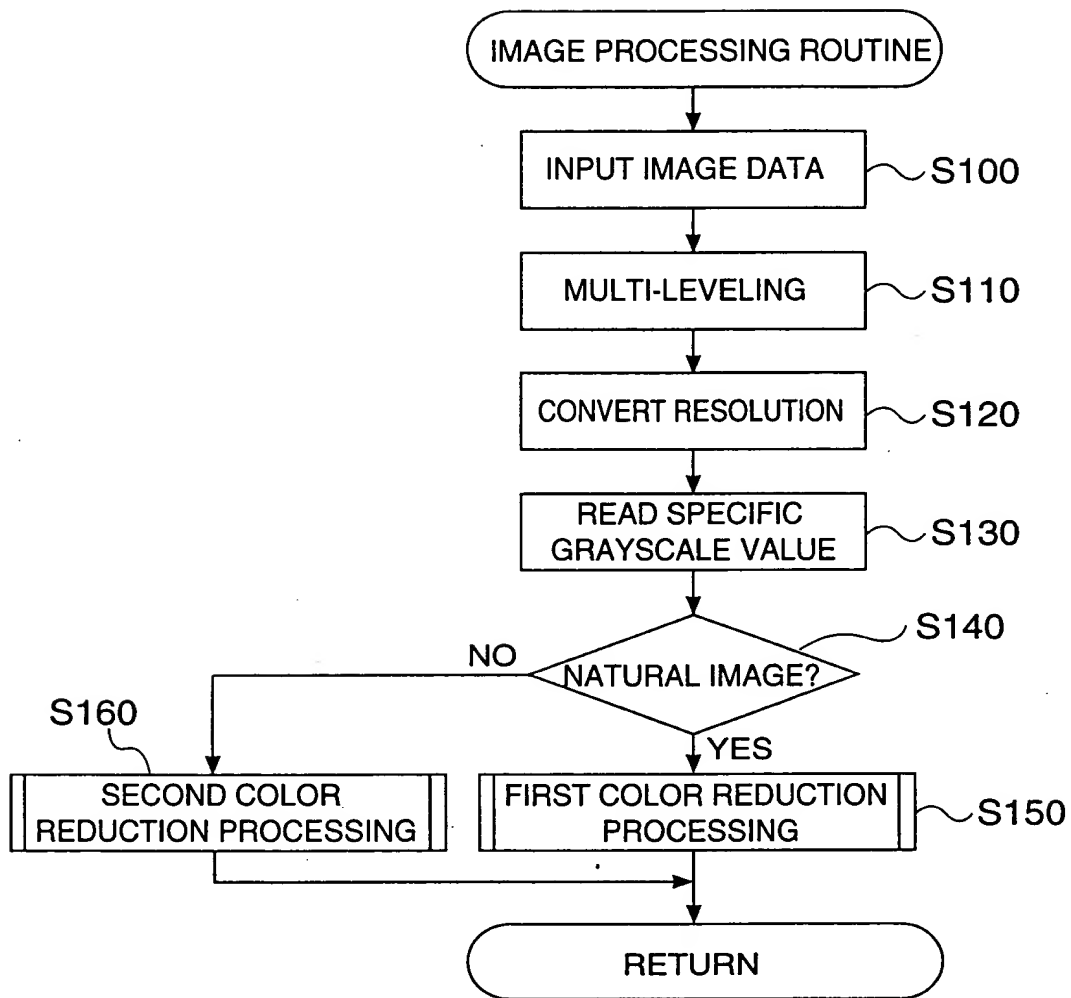 IMAGE PROCESSING ROUTINE
INPUT IMAGE DATA
S100
MULTI-LEVELING
S110
CONVERT RESOLUTION
S120
READ SPECIFIC
GRAYSCALE VALUE
S130
S140
NO
NATURAL IMAGE?
S160
YES
SECOND COLOR
REDUCTION PROCESSING
FIRST COLOR REDUCTION
PROCESSING
S150
RETURN